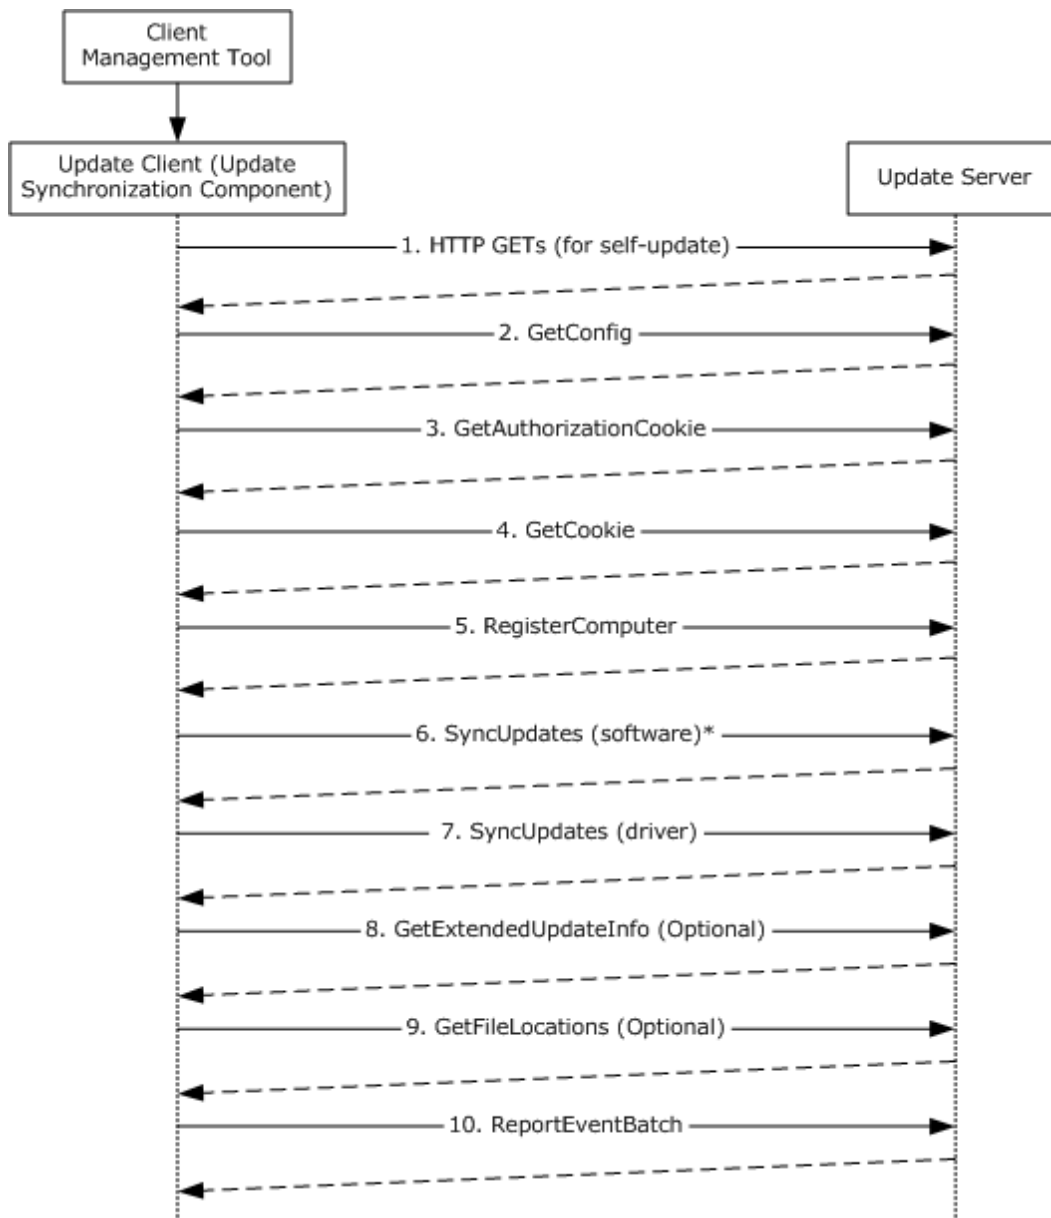 Client
Management Tool
Update Client (Update
Synchronization Component)
Update Server
1. HTTP GETs (for self-update)
2. GetConfig
3. GetAuthorizationCookie
4. GetCookie
5. RegisterComputer
6. SyncUpdates (software)*
7. SyncUpdates (driver)
8. GetExtendedUpdateInfo (Optional)
9. GetFileLocations (Optional)
10. ReportEventBatch